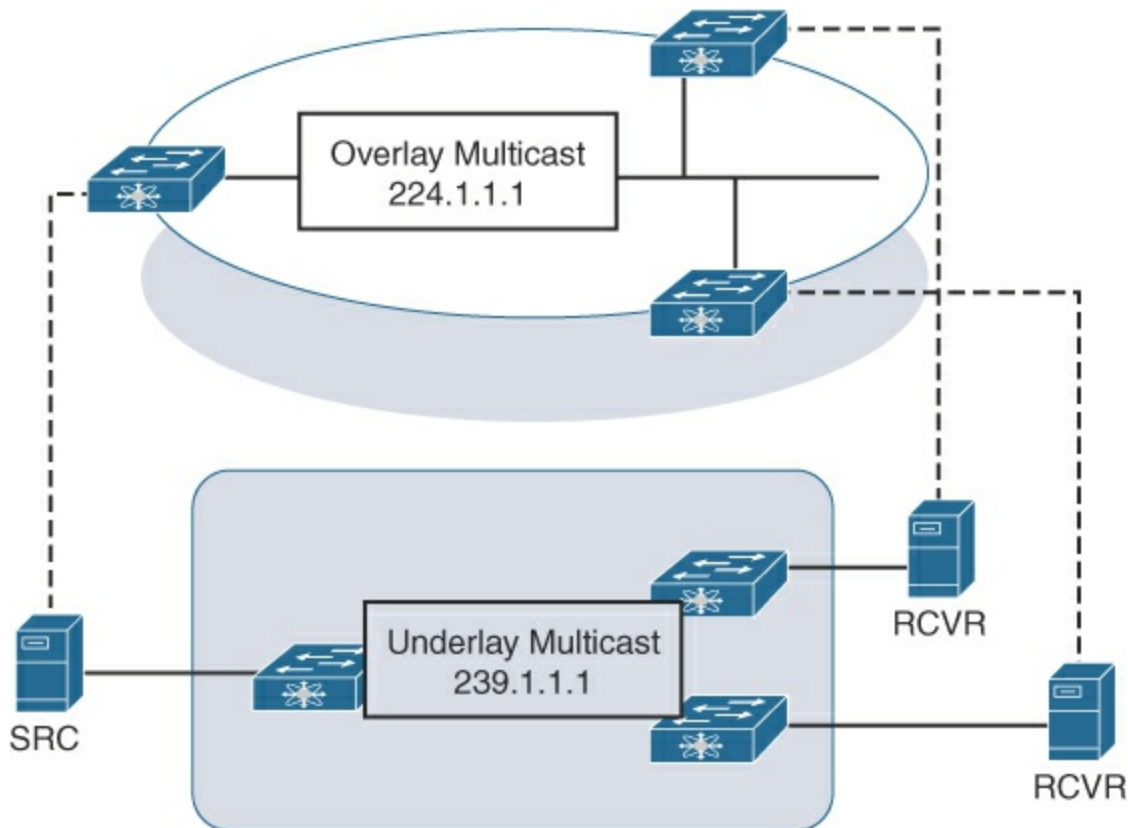 Overlay Multicast
224.1.1.1
Underlay Multicast
239.1.1.1
SRC
RCVR
RCVR